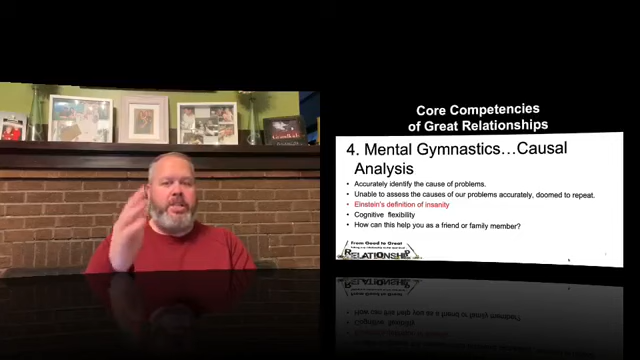 Core Competencies
of Great Relationships
4. Mental Gymnastics…Causal
Analysis
• Accurately identify the cause of problems.
• Unable to assess the causes of our problems accurately, doomed to repeat.
• Einstein's definition of insanity
• Cognitive flexibility
• How can this help you as a friend or family member?
From Good to Great
RELATIONSHIP